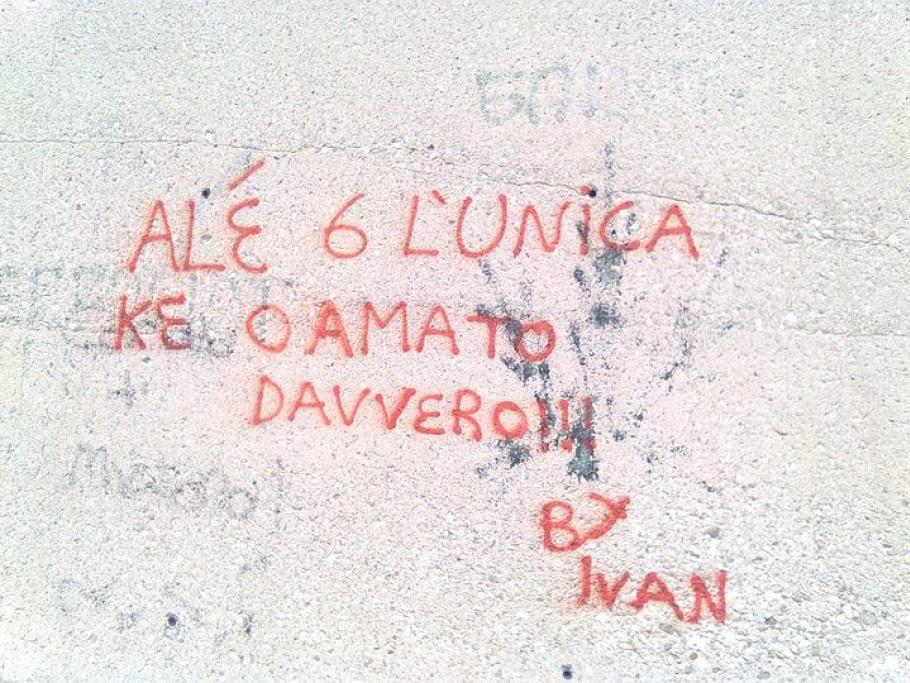 ALÉ 6 L'UNICA
KE O AMATO
DAVVERO!!!
BY
IVAN